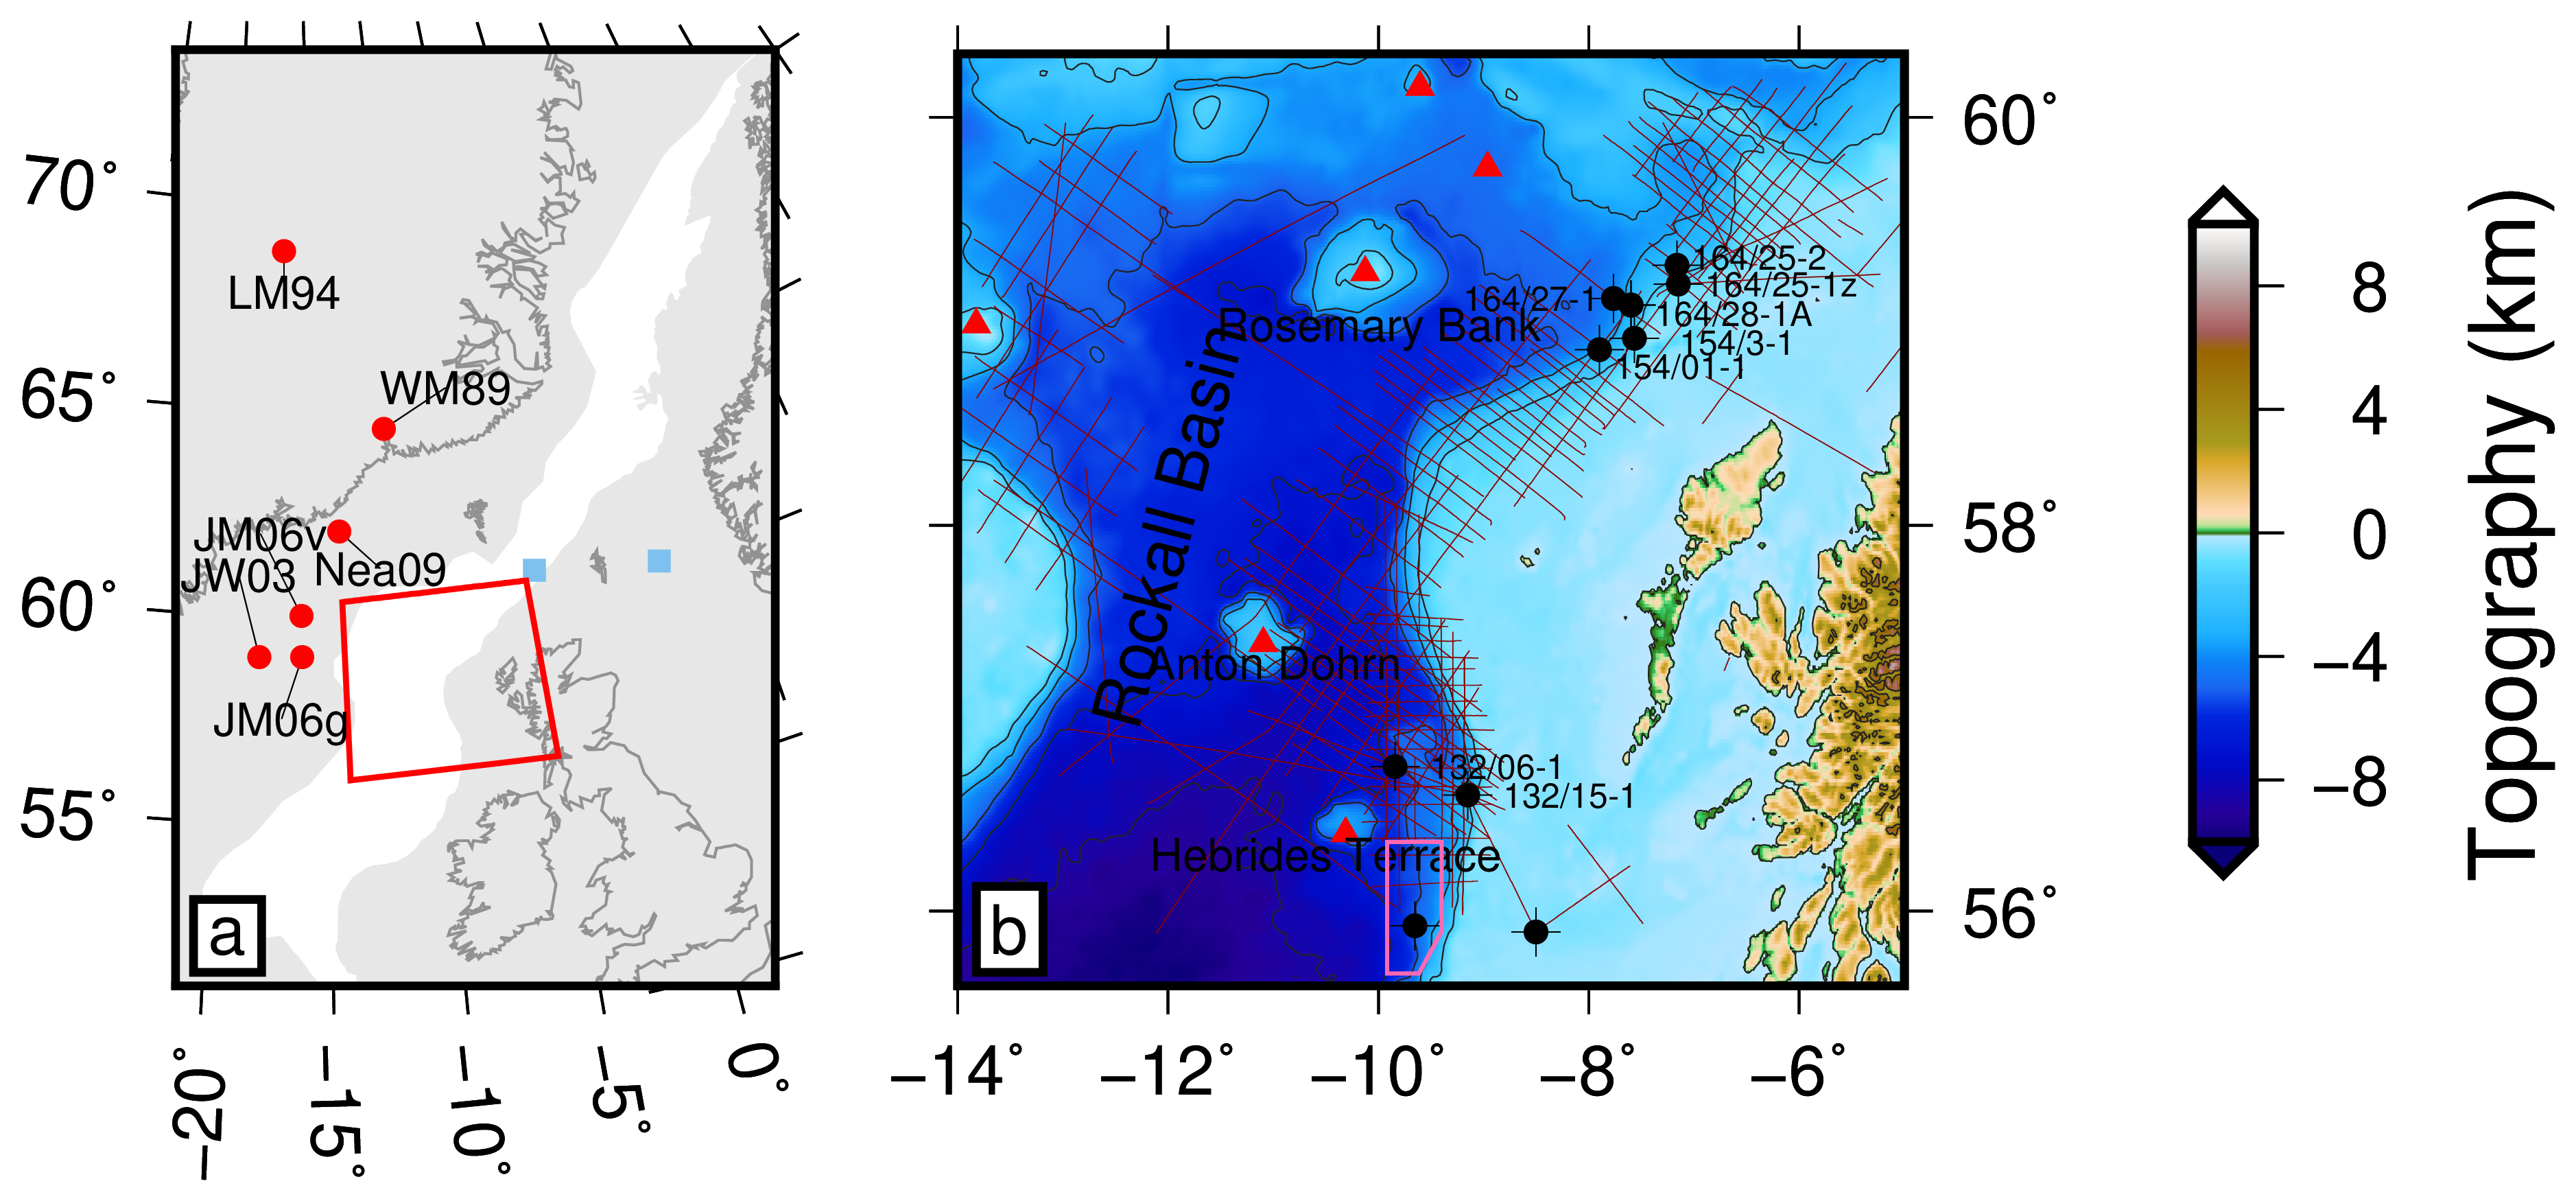 70°
65°
60°
55°
LM94
WM89
JM06v
JW03
Nea09
JM06g
a
−20°
−15°
−10°
−5°
0°
164/25-2
164/25-1z
164/27-1
164/28-1A
154/3-1
154/01-1
Rosemary Bank
Rockall Basin
Anton Dohrn
132/06-1
132/15-1
Hebrides Terrace
b
−14°
−12°
−10°
−8°
−6°
60°
58°
56°
8
4
0
−4
−8
Topography (km)